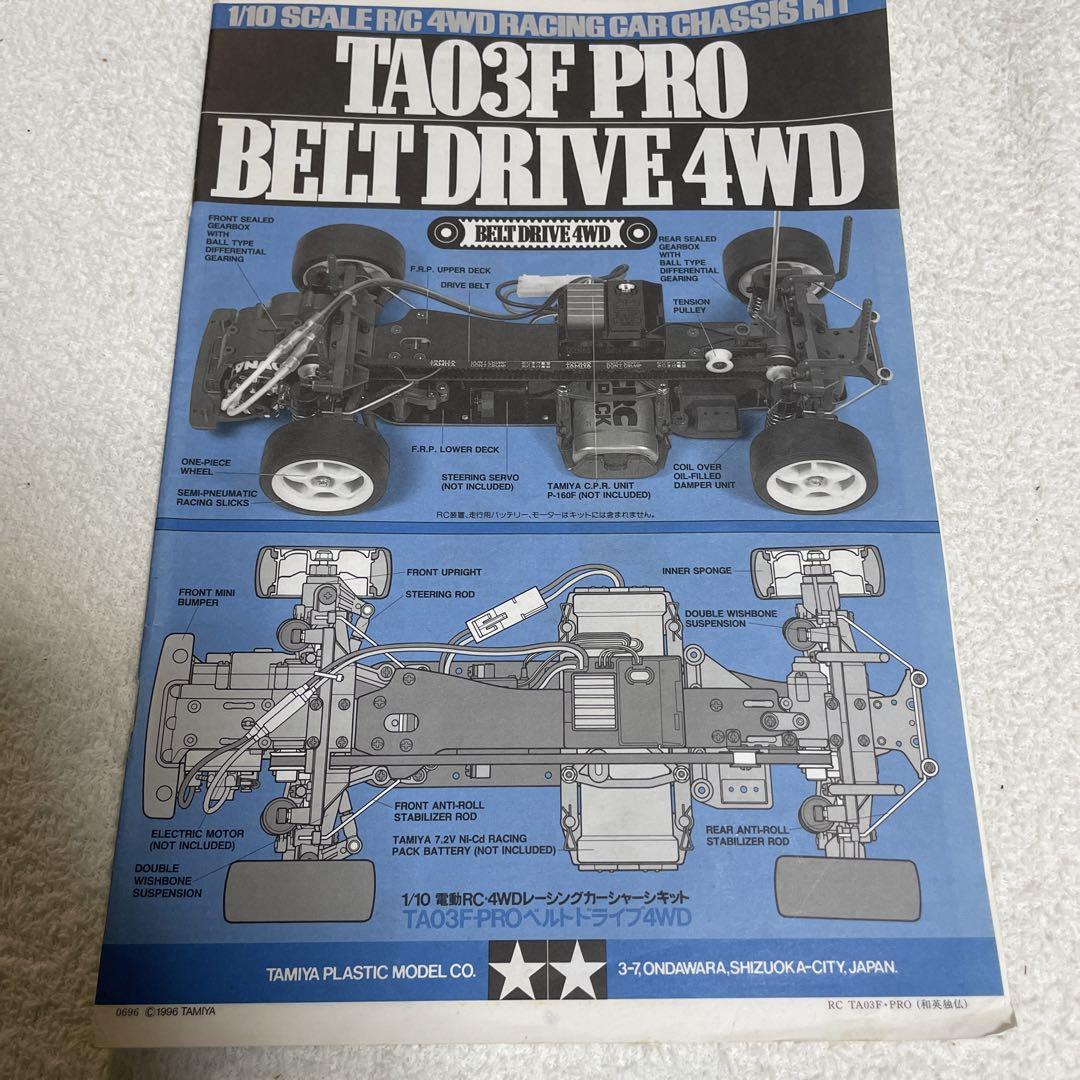 1/10 SCALE R/C 4WD RACING CAR CHASSIS KIT
TA03F PRO
BELT DRIVE 4WD
BELT DRIVE 4WD
FRONT SEALED
GEARBOX
WITH
BALL TYPE
DIFFERENTIAL
GEARING
F.R.P. UPPER DECK
DRIVE BELT
REAR SEALED
GEARBOX
WITH
BALL TYPE
DIFFERENTIAL
GEARING
TENSION
PULLEY
TAMIYA
DON'T CRIMP
TAMIYA
DON'T CRIMP
RC
F.R.P. LOWER DECK
ONE-PIECE
WHEEL
SEMI-PNEUMATIC
RACING SLICKS
STEERING SERVO
(NOT INCLUDED)
TAMIYA C.P.R. UNIT
P-160F (NOT INCLUDED)
COIL OVER
OIL-FILLED
DAMPER UNIT
RC装置、走行用バッテリー、モーターはキットには含まれません。
FRONT UPRIGHT
STEERING ROD
FRONT MINI
BUMPER
INNER SPONGE
DOUBLE WISHBONE
SUSPENSION
ELECTRIC MOTOR
(NOT INCLUDED)
DOUBLE
WISHBONE
SUSPENSION
FRONT ANTI-ROLL
STABILIZER ROD
TAMIYA 7.2V Ni-Cd RACING
PACK BATTERY (NOT INCLUDED)
REAR ANTI-ROLL
STABILIZER ROD
1/10 電動RC・4WDレーシングカーシャーシキット
TA03F-PROベルトドライブ4WD
TAMIYA PLASTIC MODEL CO.
3-7, ONDAWARA, SHIZUOKA-CITY, JAPAN.
0696 ©1996 TAMIYA
RC TA03F・PRO (和英独仏)